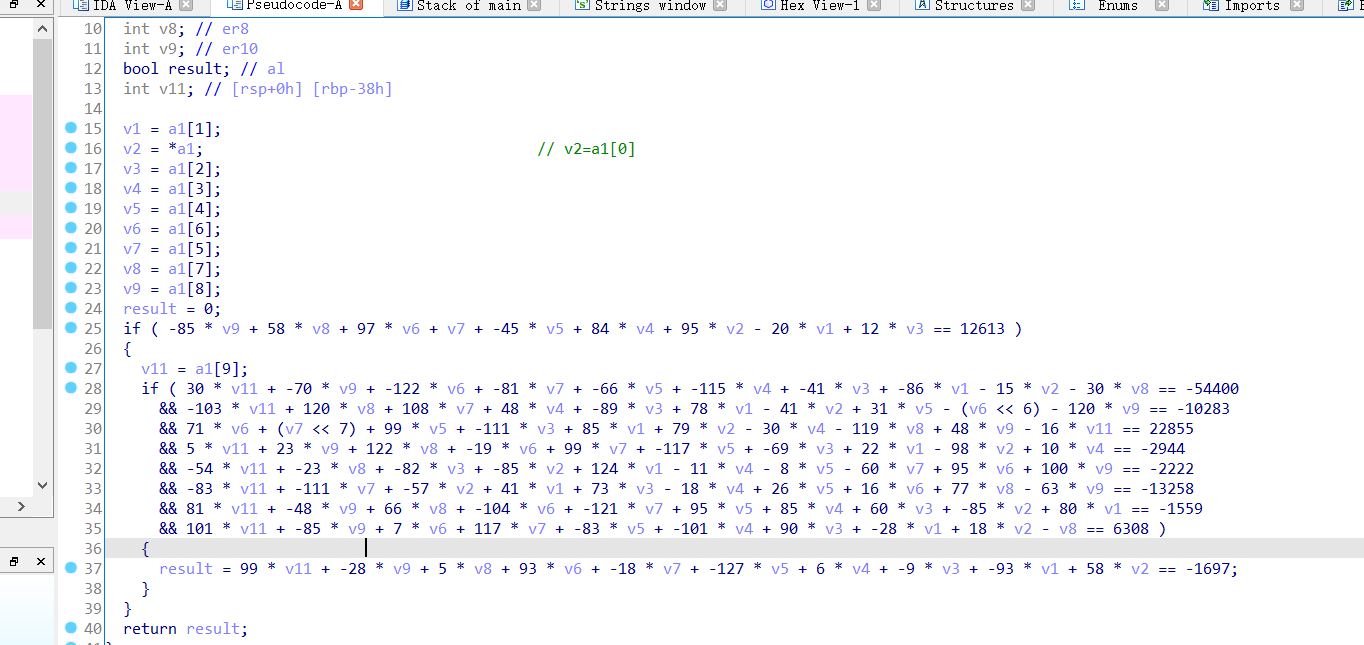 IDA View-A Pseudocode-A Stack of main Strings window Hex View-1 Structures Enums Imports
10 int v8; // er8
11 int v9; // er10
12 bool result; // al
13 int v11; // [rsp+0h] [rbp-38h]
14
15 v1 = a1[1];
16 v2 = *a1; // v2=a1[0]
17 v3 = a1[2];
18 v4 = a1[3];
19 v5 = a1[4];
20 v6 = a1[6];
21 v7 = a1[5];
22 v8 = a1[7];
23 v9 = a1[8];
24 result = 0;
25 if ( -85 * v9 + 58 * v8 + 97 * v6 + v7 + -45 * v5 + 84 * v4 + 95 * v2 - 20 * v1 + 12 * v3 == 12613 )
26 {
27 v11 = a1[9];
28 if ( 30 * v11 + -70 * v9 + -122 * v6 + -81 * v7 + -66 * v5 + -115 * v4 + -41 * v3 + -86 * v1 - 15 * v2 - 30 * v8 == -54400
29 && -103 * v11 + 120 * v8 + 108 * v7 + 48 * v4 + -89 * v3 + 78 * v1 - 41 * v2 + 31 * v5 - (v6 << 6) - 120 * v9 == -10283
30 && 71 * v6 + (v7 << 7) + 99 * v5 + -111 * v3 + 85 * v1 + 79 * v2 - 30 * v4 - 119 * v8 + 48 * v9 - 16 * v11 == 22855
31 && 5 * v11 + 23 * v9 + 122 * v8 + -19 * v6 + 99 * v7 + -117 * v5 + -69 * v3 + 22 * v1 - 98 * v2 + 10 * v4 == -2944
32 && -54 * v11 + -23 * v8 + -82 * v3 + -85 * v2 + 124 * v1 - 11 * v4 - 8 * v5 - 60 * v7 + 95 * v6 + 100 * v9 == -2222
33 && -83 * v11 + -111 * v7 + -57 * v2 + 41 * v1 + 73 * v3 - 18 * v4 + 26 * v5 + 16 * v6 + 77 * v8 - 63 * v9 == -13258
34 && 81 * v11 + -48 * v9 + 66 * v8 + -104 * v6 + -121 * v7 + 95 * v5 + 85 * v4 + 60 * v3 + -85 * v2 + 80 * v1 == -1559
35 && 101 * v11 + -85 * v9 + 7 * v6 + 117 * v7 + -83 * v5 + -101 * v4 + 90 * v3 + -28 * v1 + 18 * v2 - v8 == 6308 )
36 {
37 result = 99 * v11 + -28 * v9 + 5 * v8 + 93 * v6 + -18 * v7 + -127 * v5 + 6 * v4 + -9 * v3 + -93 * v1 + 58 * v2 == -1697;
38 }
39 }
40 return result;